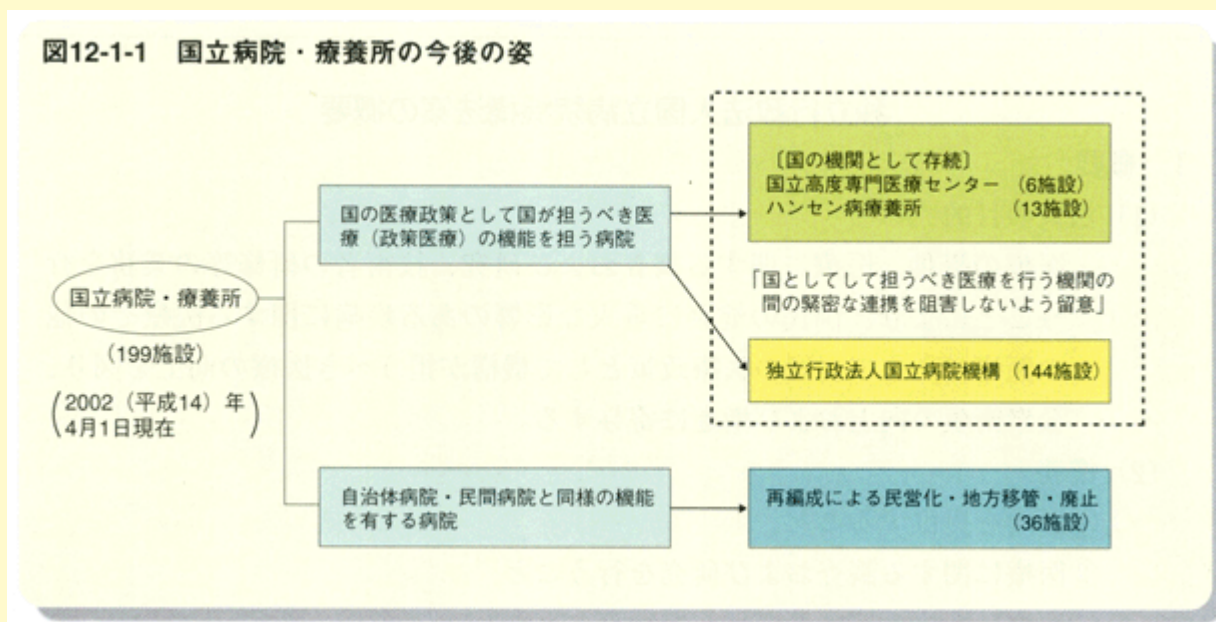 図12-1-1　国立病院・療養所の今後の姿
国立病院・療養所
（199施設）
（2002（平成14）年
4月1日現在）
国の医療政策として国が担うべき医
療（政策医療）の機能を担う病院
自治体病院・民間病院と同様の機能
を有する病院
〔国の機関として存続〕
国立高度専門医療センター　（6施設）
ハンセン病療養所　（13施設）
「国としてして担うべき医療を行う機関の
間の緊密な連携を阻害しないよう留意」
独立行政法人国立病院機構（144施設）
再編成による民営化・地方移管・廃止
（36施設）